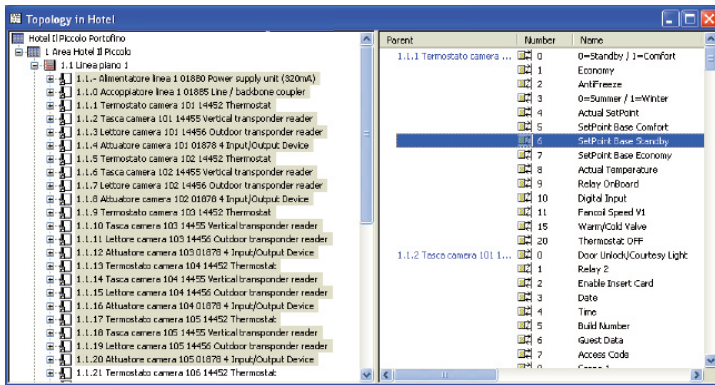 Topology in Hotel
Hotel Il Piccolo Portofino
1 Area Hotel Il Piccolo
1.1 Linea piano 1
1.1.- Alimentatore linea 1 01880 Power supply unit (320mA)
1.1.0 Accoppiatore linea 1 01885 Line / backbone coupler
1.1.1 Termostato camera 101 14452 Thermostat
1.1.2 Tasca camera 101 14455 Vertical transponder reader
1.1.3 Lettore camera 101 14456 Outdoor transponder reader
1.1.4 Attuatore camera 101 01878 4 Input/Output Device
1.1.5 Termostato camera 102 14452 Thermostat
1.1.6 Tasca camera 102 14455 Vertical transponder reader
1.1.7 Lettore camera 102 14456 Outdoor transponder reader
1.1.8 Attuatore camera 102 01878 4 Input/Output Device
1.1.9 Termostato camera 103 14452 Thermostat
1.1.10 Tasca camera 103 14455 Vertical transponder reader
1.1.11 Lettore camera 103 14456 Outdoor transponder reader
1.1.12 Attuatore camera 103 01878 4 Input/Output Device
1.1.13 Termostato camera 104 14452 Thermostat
1.1.14 Tasca camera 104 14455 Vertical transponder reader
1.1.15 Lettore camera 104 14456 Outdoor transponder reader
1.1.16 Attuatore camera 104 01878 4 Input/Output Device
1.1.17 Termostato camera 105 14452 Thermostat
1.1.18 Tasca camera 105 14455 Vertical transponder reader
1.1.19 Lettore camera 105 14456 Outdoor transponder reader
1.1.20 Attuatore camera 105 01878 4 Input/Output Device
1.1.21 Termostato camera 106 14452 Thermostat
Parent Number Name
1.1.1 Termostato camera ... 0 0=Standby / 1=Comfort
1 Economy
2 AntiFreeze
3 0=Summer / 1=Winter
4 Actual SetPoint
5 SetPoint Base Comfort
6 SetPoint Base Standby
7 SetPoint Base Economy
8 Actual Temperature
9 Relay OnBoard
10 Digital Input
11 Fancoil Speed V1
15 Warm/Cold Valve
20 Thermostat OFF
1.1.2 Tasca camera 101 1... 0 Door Unlock/Courtesy Light
1 Relay 2
2 Enable Insert Card
3 Date
4 Time
5 Build Number
6 Guest Data
7 Access Code